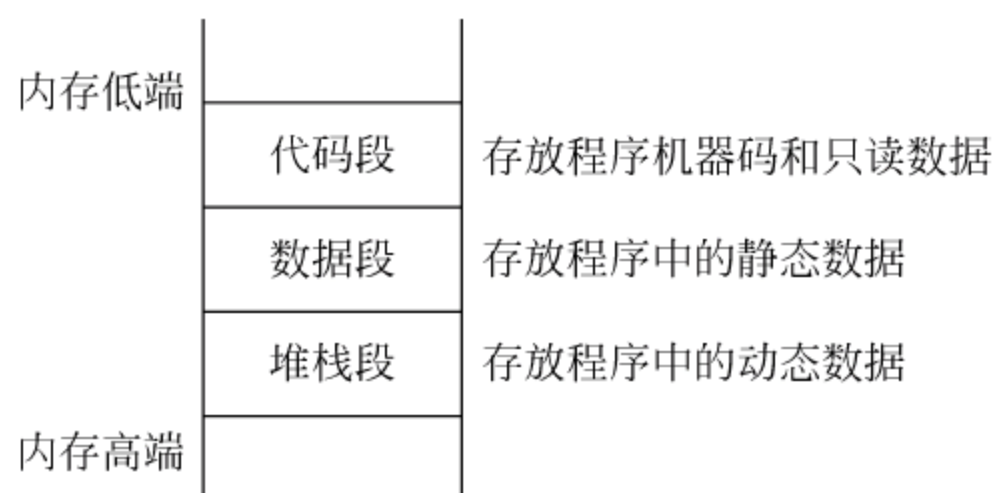 内存低端
代码段 存放程序机器码和只读数据
数据段 存放程序中的静态数据
堆栈段 存放程序中的动态数据
内存高端